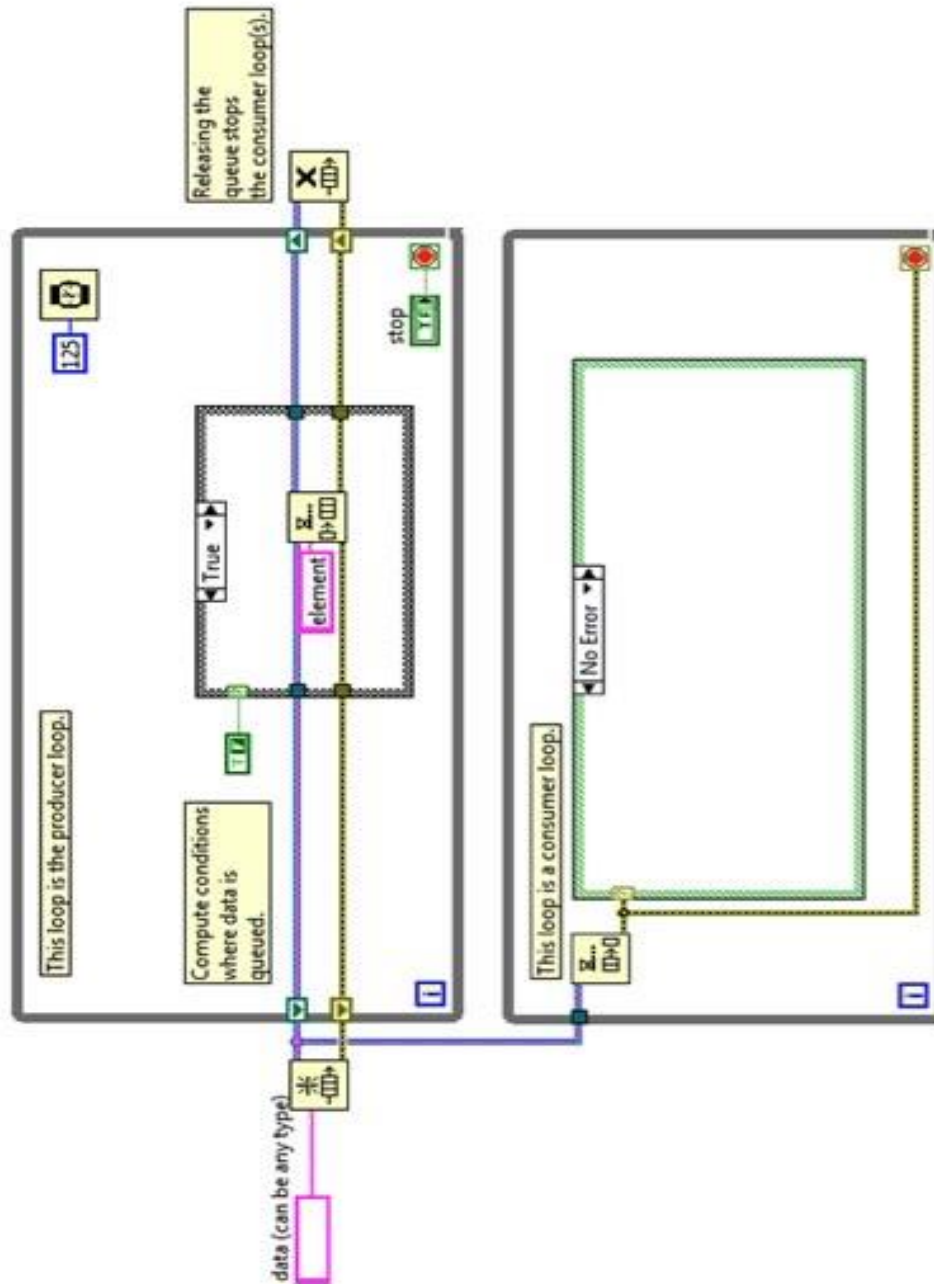 data (can be any type)
This loop is the producer loop.
125
Compute conditions
where data is
queued.
True
element
stop
TF
i
Releasing the
queue stops
the consumer loop(s).
This loop is a consumer loop.
No Error
i